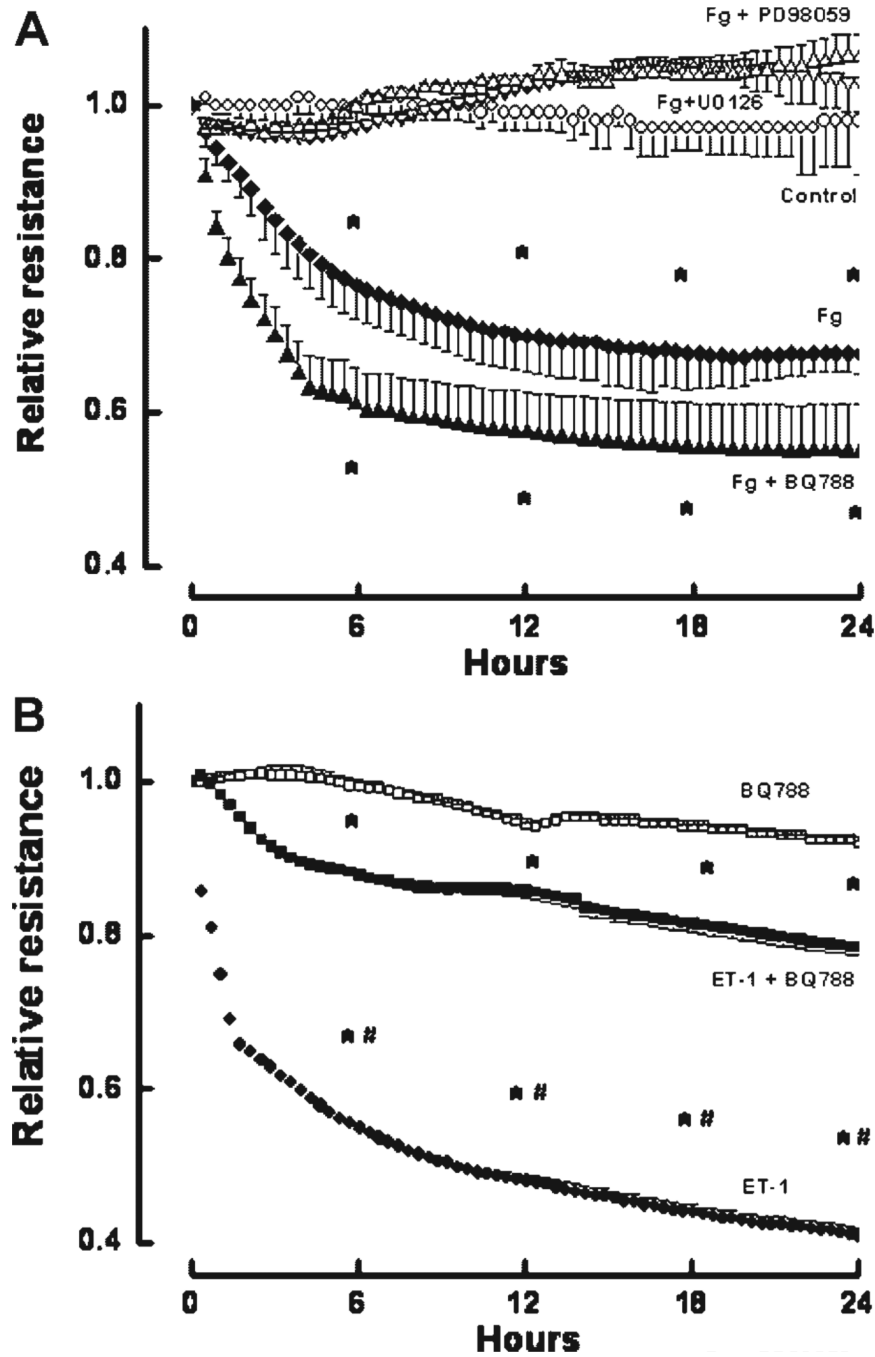 A
Fg + PD98059
1.0
Fg+U0126
Control
0.8
Fg
0.6
Fg + BQ788
0.4
Relative resistance
0 6 12 18 24
Hours
B
1.0
BQ788
0.8
ET-1 + BQ788
* #
0.6
* #
* #
* #
ET-1
0.4
Relative resistance
0 6 12 18 24
Hours